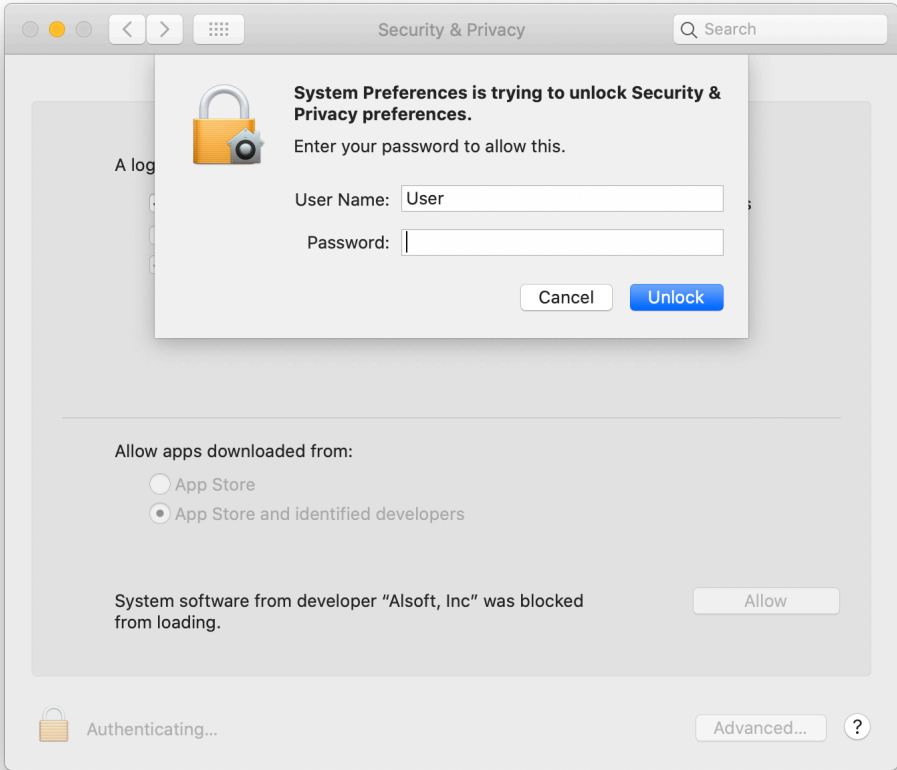 Security & Privacy
Search
System Preferences is trying to unlock Security &
Privacy preferences.
Enter your password to allow this.
A log
User Name: User
Password:
Cancel
Unlock
Allow apps downloaded from:
App Store
App Store and identified developers
System software from developer “Alsoft, Inc” was blocked
from loading.
Allow
Authenticating...
Advanced...
?